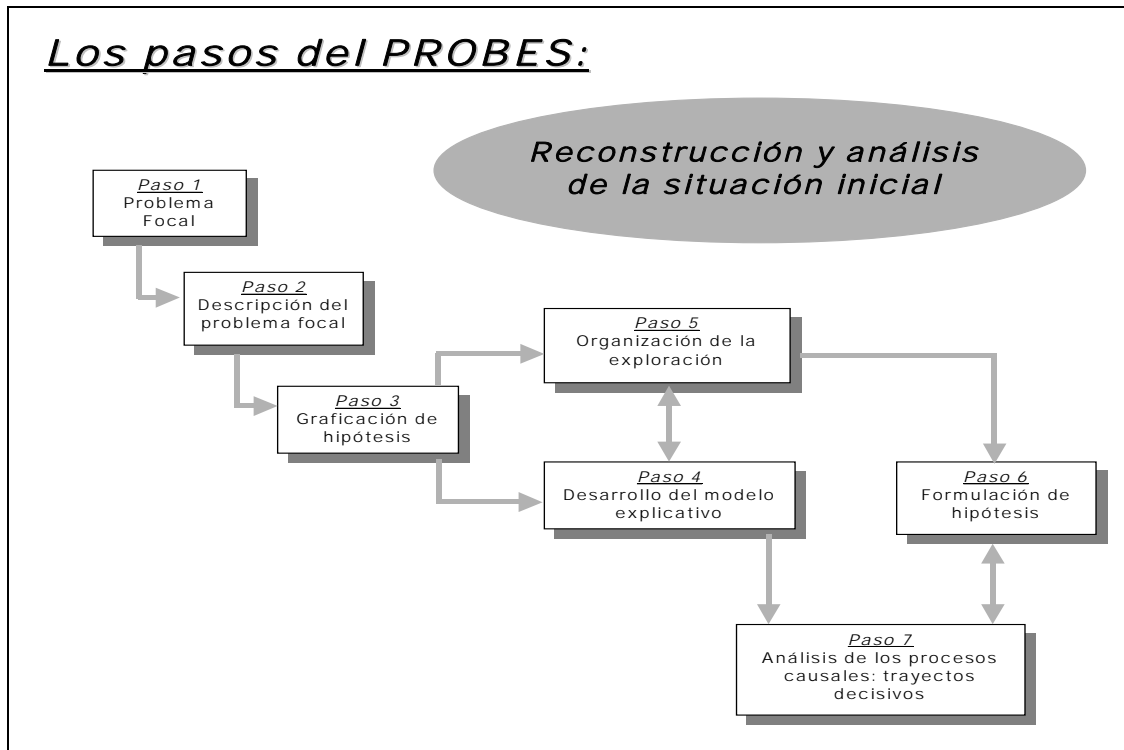 Los pasos del PROBES:
Reconstrucción y análisis
de la situación inicial
Paso 1
Problema
Focal
Paso 2
Descripción del
problema focal
Paso 3
Graficación de
hipótesis
Paso 5
Organización de la
exploración
Paso 4
Desarrollo del modelo
explicativo
Paso 6
Formulación de
hipótesis
Paso 7
Análisis de los procesos
causales: trayectos
decisivos